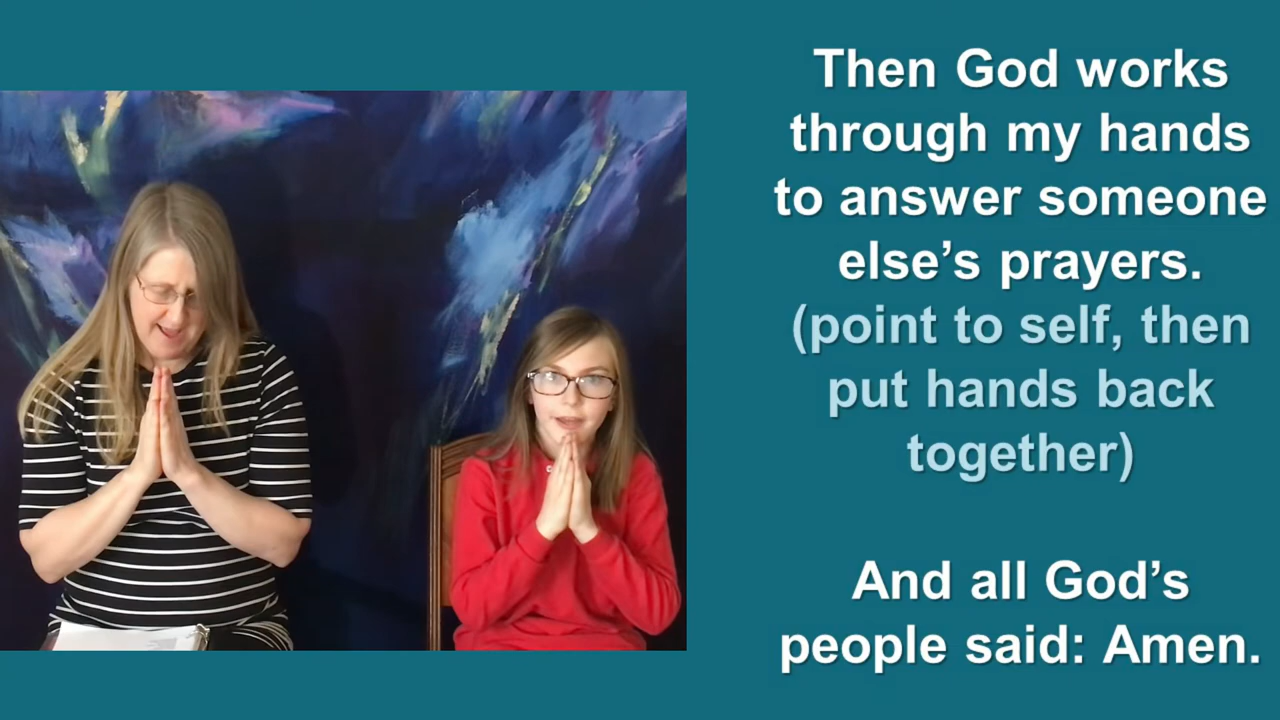 Then God works
through my hands
to answer someone
else’s prayers.
(point to self, then
put hands back
together)
And all God’s
people said: Amen.